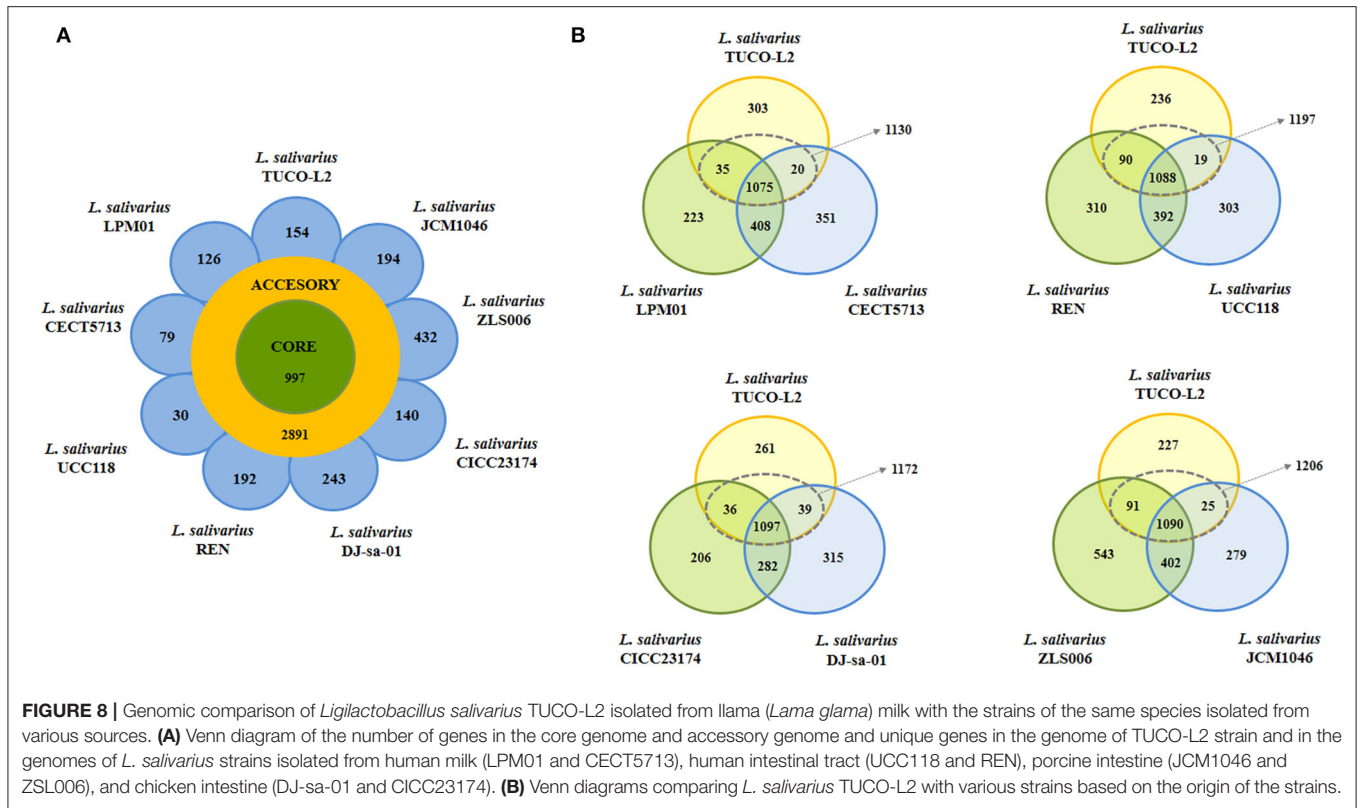 A
L. salivarius
TUCO-L2
154
L. salivarius
JCM1046
194
L. salivarius
ZLS006
432
140
L. salivarius
CICC23174
243
L. salivarius
DJ-sa-01
192
L. salivarius
REN
30
L. salivarius
UCC118
79
L. salivarius
CECT5713
126
L. salivarius
LPM01
ACCESORY
2891
CORE
997
B
L. salivarius
TUCO-L2
303
1130
35
20
1075
223
408
351
L. salivarius
LPM01
L. salivarius
CECT5713
L. salivarius
TUCO-L2
236
1197
90
19
1088
310
392
303
L. salivarius
REN
L. salivarius
UCC118
L. salivarius
TUCO-L2
261
1172
36
39
1097
206
282
315
L. salivarius
CICC23174
L. salivarius
DJ-sa-01
L. salivarius
TUCO-L2
227
1206
91
25
1090
543
402
279
L. salivarius
ZLS006
L. salivarius
JCM1046
FIGURE 8 | Genomic comparison of Ligilactobacillus salivarius TUCO-L2 isolated from llama (Lama glama) milk with the strains of the same species isolated from
various sources. (A) Venn diagram of the number of genes in the core genome and accessory genome and unique genes in the genome of TUCO-L2 strain and in the
genomes of L. salivarius strains isolated from human milk (LPM01 and CECT5713), human intestinal tract (UCC118 and REN), porcine intestine (JCM1046 and
ZSL006), and chicken intestine (DJ-sa-01 and CICC23174). (B) Venn diagrams comparing L. salivarius TUCO-L2 with various strains based on the origin of the strains.